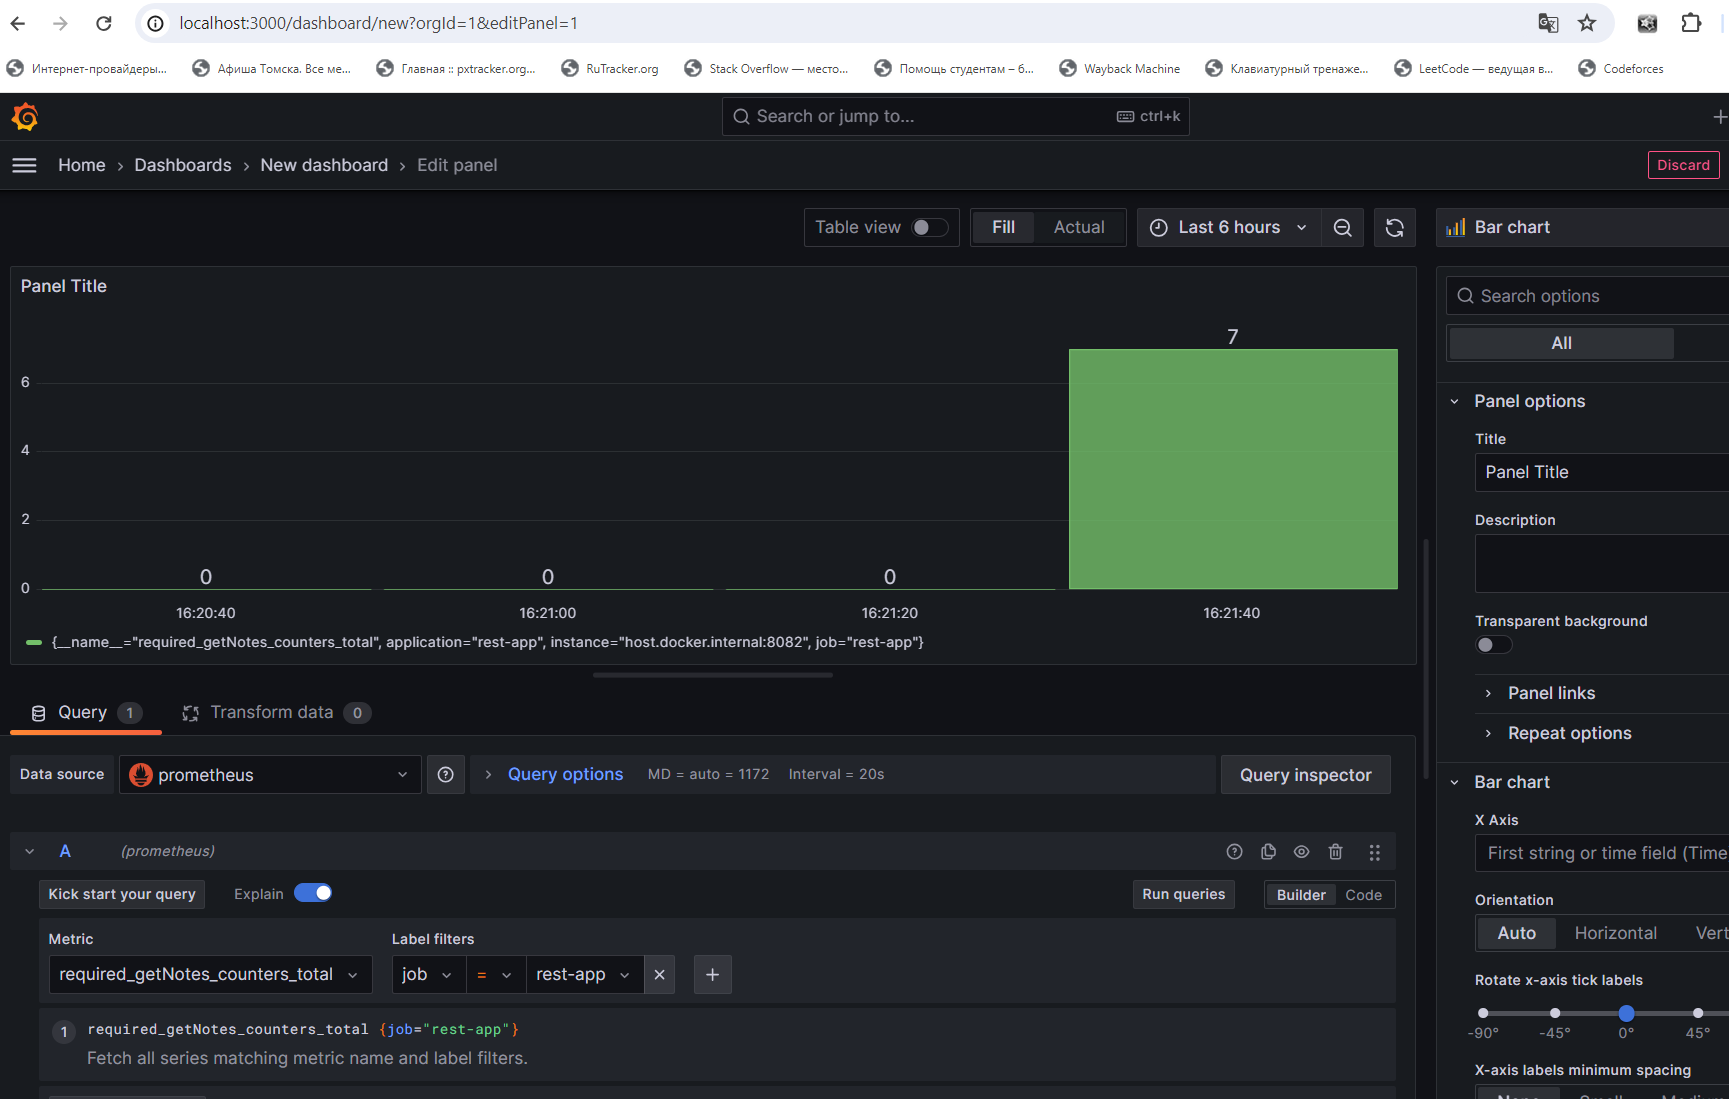 localhost:3000/dashboard/new?orgId=1&editPanel=1
Интернет-провайдеры...
Афиша Томска. Все ме...
Главная :: pxtracker.org...
RuTracker.org
Stack Overflow — место...
Помощь студентам – б...
Wayback Machine
Клавиатурный тренаже...
LeetCode — ведущая в...
Codeforces
Search or jump to...
ctrl+k
Home › Dashboards › New dashboard › Edit panel
Discard
Table view
Fill
Actual
Last 6 hours
Bar chart
Panel Title
7
6
4
2
0
0
0
0
16:20:40
16:21:00
16:21:20
16:21:40
{__name__="required_getNotes_counters_total", application="rest-app", instance="host.docker.internal:8082", job="rest-app"}
Query 1
Transform data 0
Data source
prometheus
Query options
MD = auto = 1172
Interval = 20s
Query inspector
A
(prometheus)
Kick start your query
Explain
Run queries
Builder
Code
Metric
Label filters
required_getNotes_counters_total
job
=
rest-app
1
required_getNotes_counters_total {job="rest-app"}
Fetch all series matching metric name and label filters.
Search options
All
Panel options
Title
Panel Title
Description
Transparent background
Panel links
Repeat options
Bar chart
X Axis
First string or time field (Time
Orientation
Auto
Horizontal
Vert
Rotate x-axis tick labels
-90°
-45°
0°
45°
X-axis labels minimum spacing